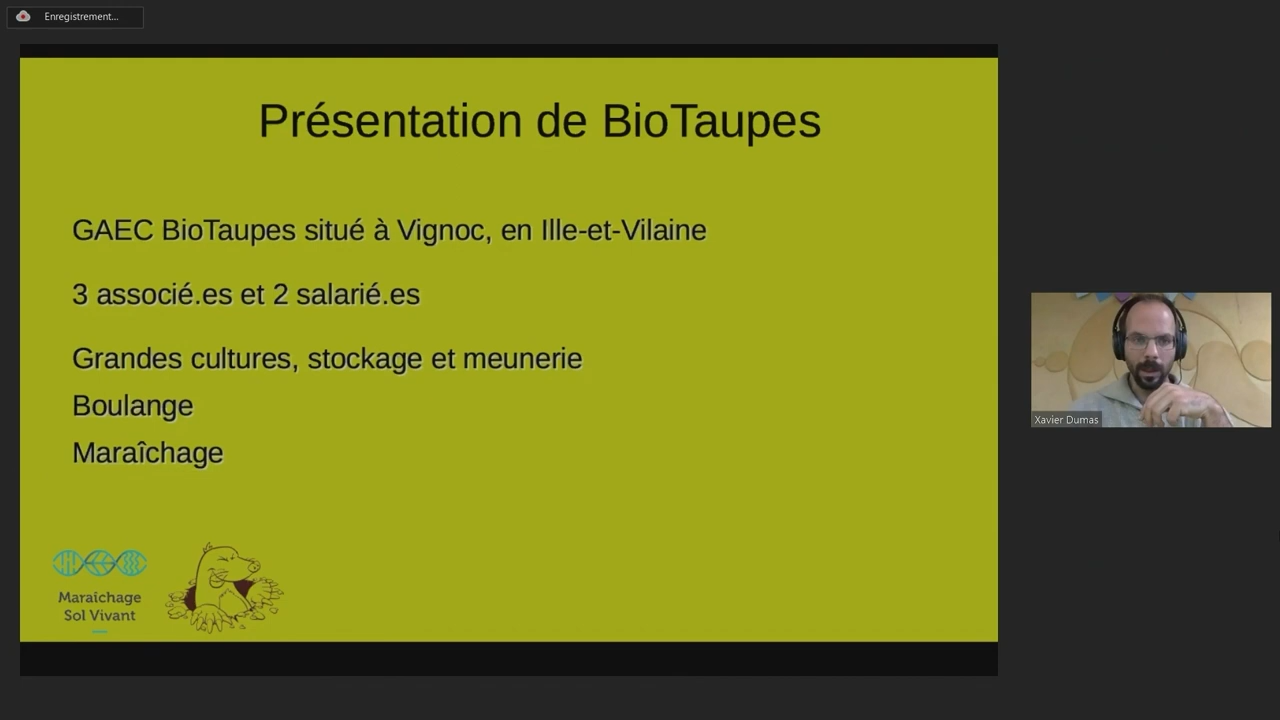 Enregistrement...
Présentation de BioTaupes
GAEC BioTaupes situé à Vignoc, en Ille-et-Vilaine
3 associé.es et 2 salarié.es
Grandes cultures, stockage et meunerie
Boulange
Maraîchage
Maraîchage
Sol Vivant
Xavier Dumas